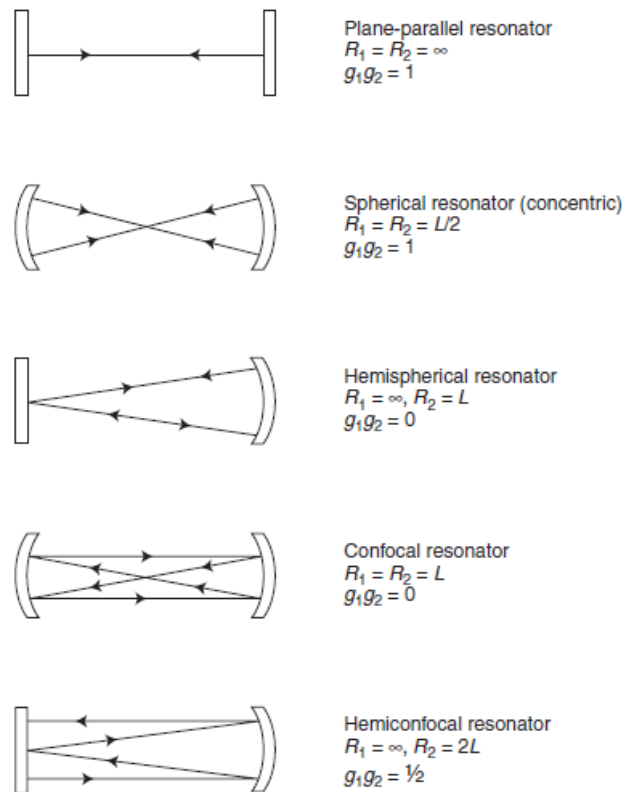 Plane-parallel resonator
R₁ = R₂ = ∞
g₁g₂ = 1
Spherical resonator (concentric)
R₁ = R₂ = L/2
g₁g₂ = 1
Hemispherical resonator
R₁ = ∞, R₂ = L
g₁g₂ = 0
Confocal resonator
R₁ = R₂ = L
g₁g₂ = 0
Hemiconfocal resonator
R₁ = ∞, R₂ = 2L
g₁g₂ = ½